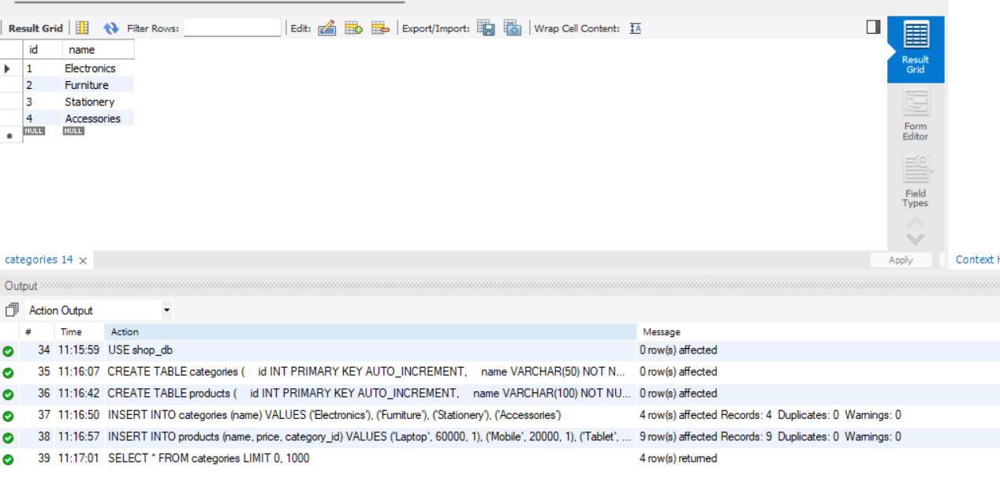 Result Grid Filter Rows: Edit: Export/Import: Wrap Cell Content:
id name
1 Electronics
2 Furniture
3 Stationery
4 Accessories
NULL NULL
Result
Grid
Form
Editor
Field
Types
categories 14 Apply Context H
Output
Action Output
# Time Action Message
34 11:15:59 USE shop_db 0 row(s) affected
35 11:16:07 CREATE TABLE categories ( id INT PRIMARY KEY AUTO_INCREMENT, name VARCHAR(50) NOT N... 0 row(s) affected
36 11:16:42 CREATE TABLE products ( id INT PRIMARY KEY AUTO_INCREMENT, name VARCHAR(100) NOT NU... 0 row(s) affected
37 11:16:50 INSERT INTO categories (name) VALUES ('Electronics'), ('Furniture'), ('Stationery'), ('Accessories') 4 row(s) affected Records: 4 Duplicates: 0 Warnings: 0
38 11:16:57 INSERT INTO products (name, price, category_id) VALUES ('Laptop', 60000, 1), ('Mobile', 20000, 1), ('Tablet', ... 9 row(s) affected Records: 9 Duplicates: 0 Warnings: 0
39 11:17:01 SELECT * FROM categories LIMIT 0, 1000 4 row(s) returned